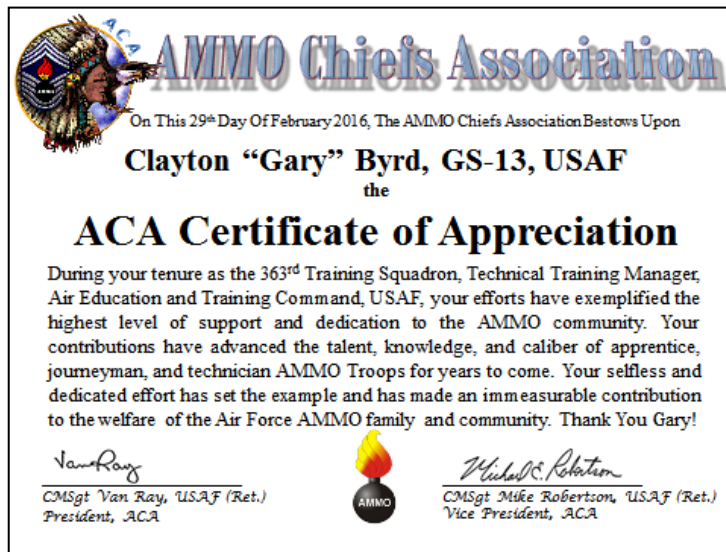 ACA
AMMO Chiefs Association
AMMO
On This 29th Day Of February 2016, The AMMO Chiefs Association Bestows Upon
Clayton “Gary” Byrd, GS-13, USAF
the
ACA Certificate of Appreciation
During your tenure as the 363rd Training Squadron, Technical Training Manager,
Air Education and Training Command, USAF, your efforts have exemplified the
highest level of support and dedication to the AMMO community. Your
contributions have advanced the talent, knowledge, and caliber of apprentice,
journeyman, and technician AMMO Troops for years to come. Your selfless and
dedicated effort has set the example and has made an immeasurable contribution
to the welfare of the Air Force AMMO family and community. Thank You Gary!
Van Ray
Michael E. Robertson
CMSgt Van Ray, USAF (Ret.)
President, ACA
AMMO
CMSgt Mike Robertson, USAF (Ret.)
Vice President, ACA